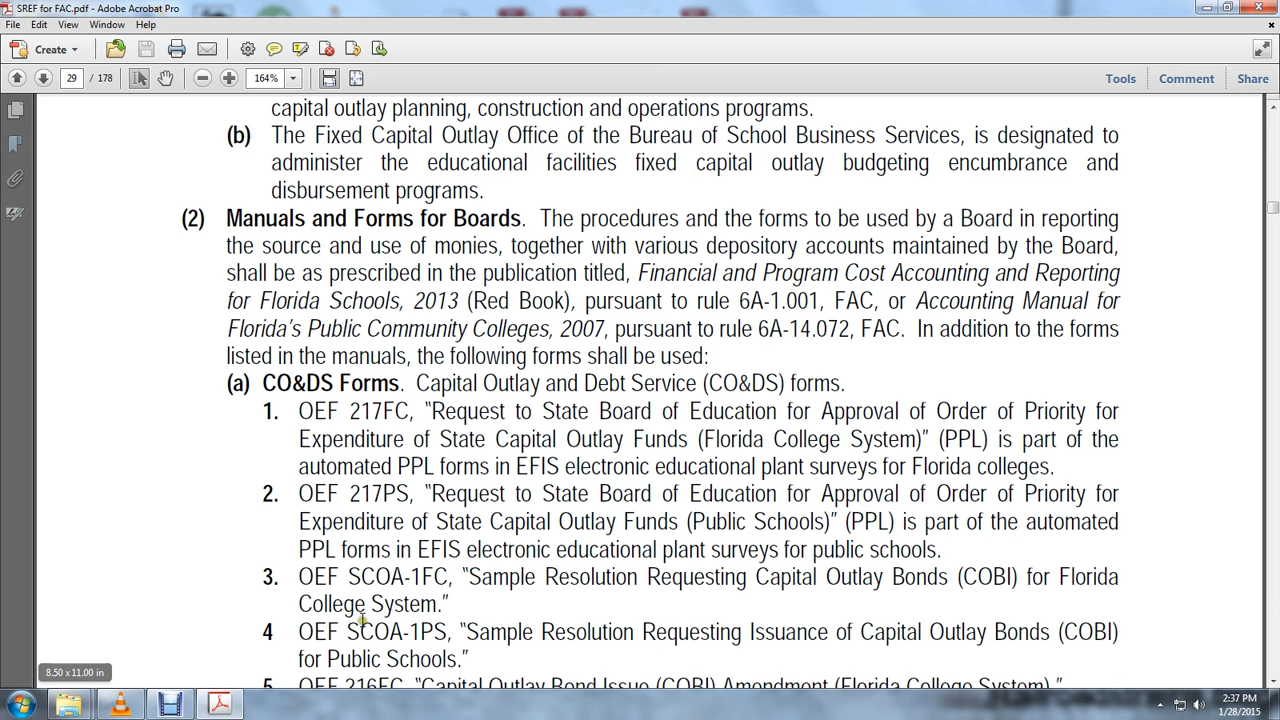 SREF for FAC.pdf - Adobe Acrobat Pro
File Edit View Window Help
Create
29 / 178 164% Tools Comment Share
capital outlay planning, construction and operations programs.
(b) The Fixed Capital Outlay Office of the Bureau of School Business Services, is designated to
administer the educational facilities fixed capital outlay budgeting encumbrance and
disbursement programs.
(2) Manuals and Forms for Boards. The procedures and the forms to be used by a Board in reporting
the source and use of monies, together with various depository accounts maintained by the Board,
shall be as prescribed in the publication titled, Financial and Program Cost Accounting and Reporting
for Florida Schools, 2013 (Red Book), pursuant to rule 6A-1.001, FAC, or Accounting Manual for
Florida's Public Community Colleges, 2007, pursuant to rule 6A-14.072, FAC. In addition to the forms
listed in the manuals, the following forms shall be used:
(a) CO&DS Forms. Capital Outlay and Debt Service (CO&DS) forms.
1. OEF 217FC, "Request to State Board of Education for Approval of Order of Priority for
Expenditure of State Capital Outlay Funds (Florida College System)" (PPL) is part of the
automated PPL forms in EFIS electronic educational plant surveys for Florida colleges.
2. OEF 217PS, "Request to State Board of Education for Approval of Order of Priority for
Expenditure of State Capital Outlay Funds (Public Schools)" (PPL) is part of the automated
PPL forms in EFIS electronic educational plant surveys for public schools.
3. OEF SCOA-1FC, "Sample Resolution Requesting Capital Outlay Bonds (COBI) for Florida
College System."
4 OEF SCOA-1PS, "Sample Resolution Requesting Issuance of Capital Outlay Bonds (COBI)
for Public Schools."
5 OEF 216FC, "Capital Outlay Bond Issue (COBI) Amendment (Florida College System)."
8.50 x 11.00 in
2:37 PM
1/28/2015